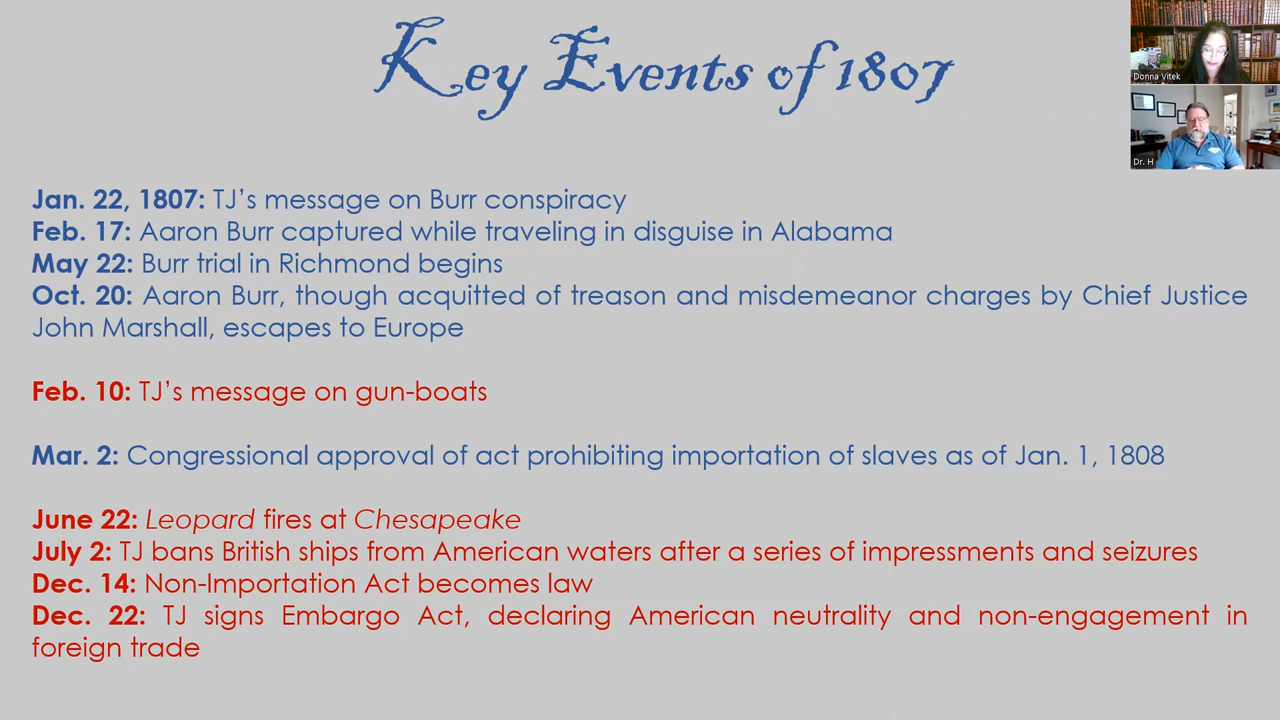 Key Events of 1807
Donna Vitek
Dr. H
Jan. 22, 1807: TJ’s message on Burr conspiracy
Feb. 17: Aaron Burr captured while traveling in disguise in Alabama
May 22: Burr trial in Richmond begins
Oct. 20: Aaron Burr, though acquitted of treason and misdemeanor charges by Chief Justice
John Marshall, escapes to Europe
Feb. 10: TJ’s message on gun-boats
Mar. 2: Congressional approval of act prohibiting importation of slaves as of Jan. 1, 1808
June 22: Leopard fires at Chesapeake
July 2: TJ bans British ships from American waters after a series of impressments and seizures
Dec. 14: Non-Importation Act becomes law
Dec. 22: TJ signs Embargo Act, declaring American neutrality and non-engagement in
foreign trade